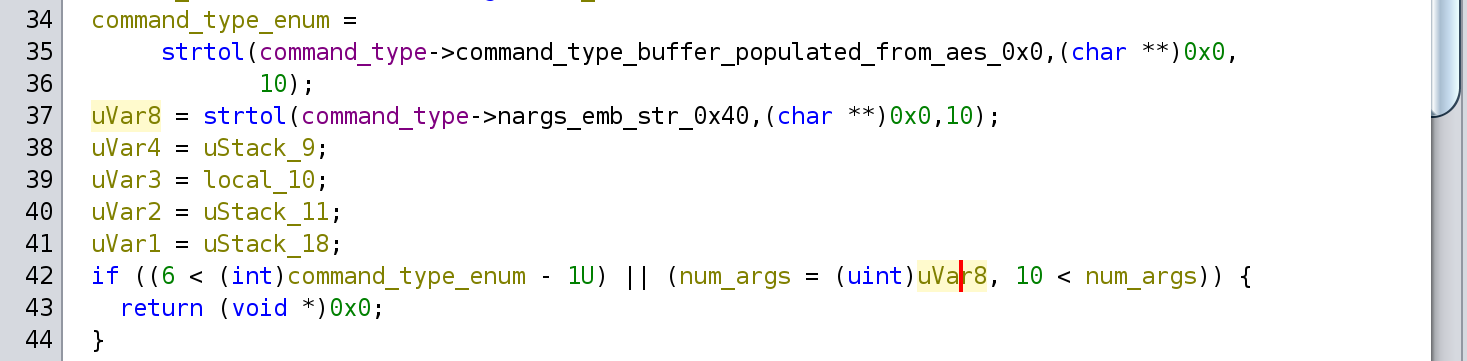 34 command_type_enum =
35 strtol(command_type->command_type_buffer_populated_from_aes_0x0,(char **)0x0,
36 10);
37 uVar8 = strtol(command_type->nargs_emb_str_0x40,(char **)0x0,10);
38 uVar4 = uStack_9;
39 uVar3 = local_10;
40 uVar2 = uStack_11;
41 uVar1 = uStack_18;
42 if ((6 < (int)command_type_enum - 1U) || (num_args = (uint)uVar8, 10 < num_args)) {
43 return (void *)0x0;
44 }